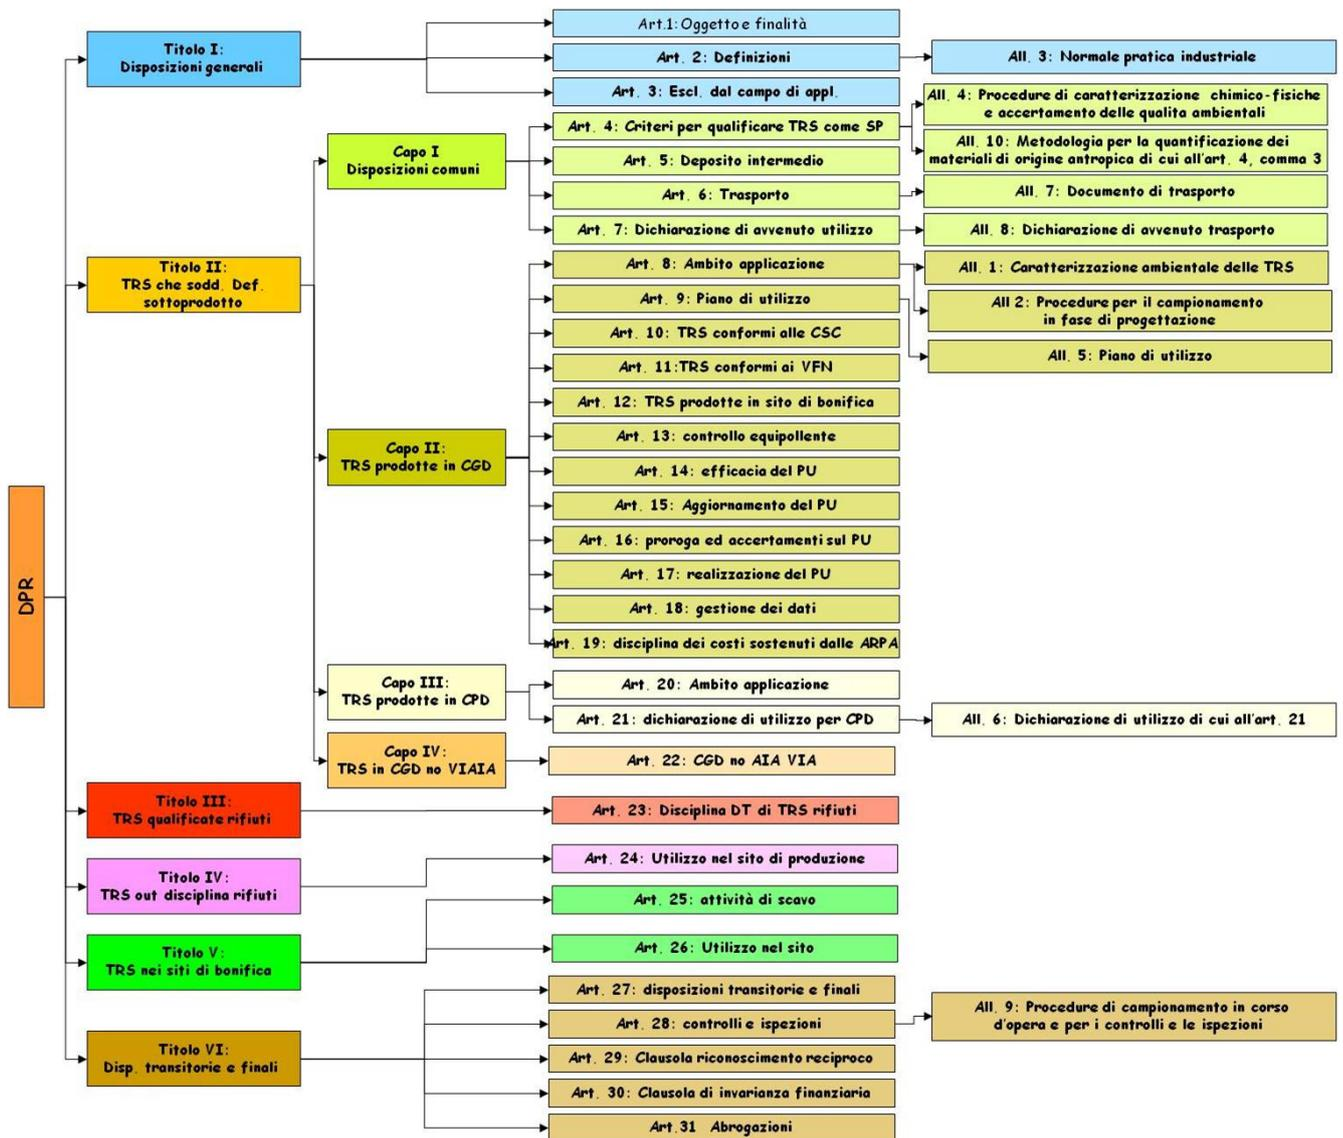 DPR
Titolo I:
Disposizioni generali
Art.1:Oggetto e finalità
Art. 2: Definizioni
All. 3: Normale pratica industriale
Art. 3: Escl. dal campo di appl.
Titolo II:
TRS che sodd. Def.
sottoprodotto
Capo I
Disposizioni comuni
Art. 4: Criteri per qualificare TRS come SP
All. 4: Procedure di caratterizzazione chimico-fisiche
e accertamento delle qualita ambientali
All. 10: Metodologia per la quantificazione dei
materiali di origine antropica di cui all'art. 4, comma 3
Art. 5: Deposito intermedio
Art. 6: Trasporto
All. 7: Documento di trasporto
Art. 7: Dichiarazione di avvenuto utilizzo
All. 8: Dichiarazione di avvenuto trasporto
Capo II:
TRS prodotte in CGD
Art. 8: Ambito applicazione
All. 1: Caratterizzazione ambientale delle TRS
All 2: Procedure per il campionamento
in fase di progettazione
Art. 9: Piano di utilizzo
All. 5: Piano di utilizzo
Art. 10: TRS conformi alle CSC
Art. 11:TRS conformi ai VFN
Art. 12: TRS prodotte in sito di bonifica
Art. 13: controllo equipollente
Art. 14: efficacia del PU
Art. 15: Aggiornamento del PU
Art. 16: proroga ed accertamenti sul PU
Art. 17: realizzazione del PU
Art. 18: gestione dei dati
Art. 19: disciplina dei costi sostenuti dalle ARPA
Capo III:
TRS prodotte in CPD
Art. 20: Ambito applicazione
Art. 21: dichiarazione di utilizzo per CPD
All. 6: Dichiarazione di utilizzo di cui all'art. 21
Capo IV:
TRS in CGD no VIAIA
Art. 22: CGD no AIA VIA
Titolo III:
TRS qualificate rifiuti
Art. 23: Disciplina DT di TRS rifiuti
Titolo IV:
TRS out disciplina rifiuti
Art. 24: Utilizzo nel sito di produzione
Titolo V:
TRS nei siti di bonifica
Art. 25: attività di scavo
Art. 26: Utilizzo nel sito
Titolo VI:
Disp. transitorie e finali
Art. 27: disposizioni transitorie e finali
Art. 28: controlli e ispezioni
All. 9: Procedure di campionamento in corso
d'opera e per i controlli e le ispezioni
Art. 29: Clausola riconoscimento reciproco
Art. 30: Clausola di invarianza finanziaria
Art.31 Abrogazioni